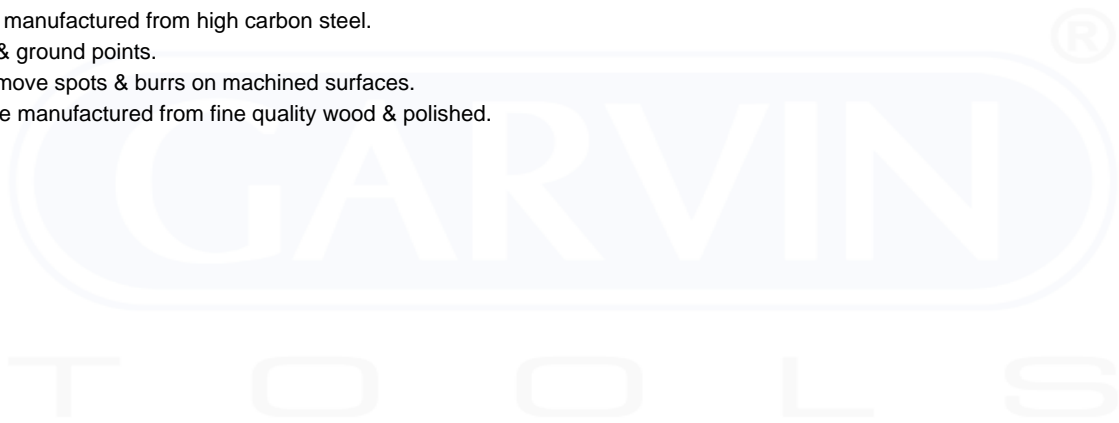 manufactured from high carbon steel.
& ground points.
move spots & burrs on machined surfaces.
e manufactured from fine quality wood & polished.
GARVIN
®
TOOLS